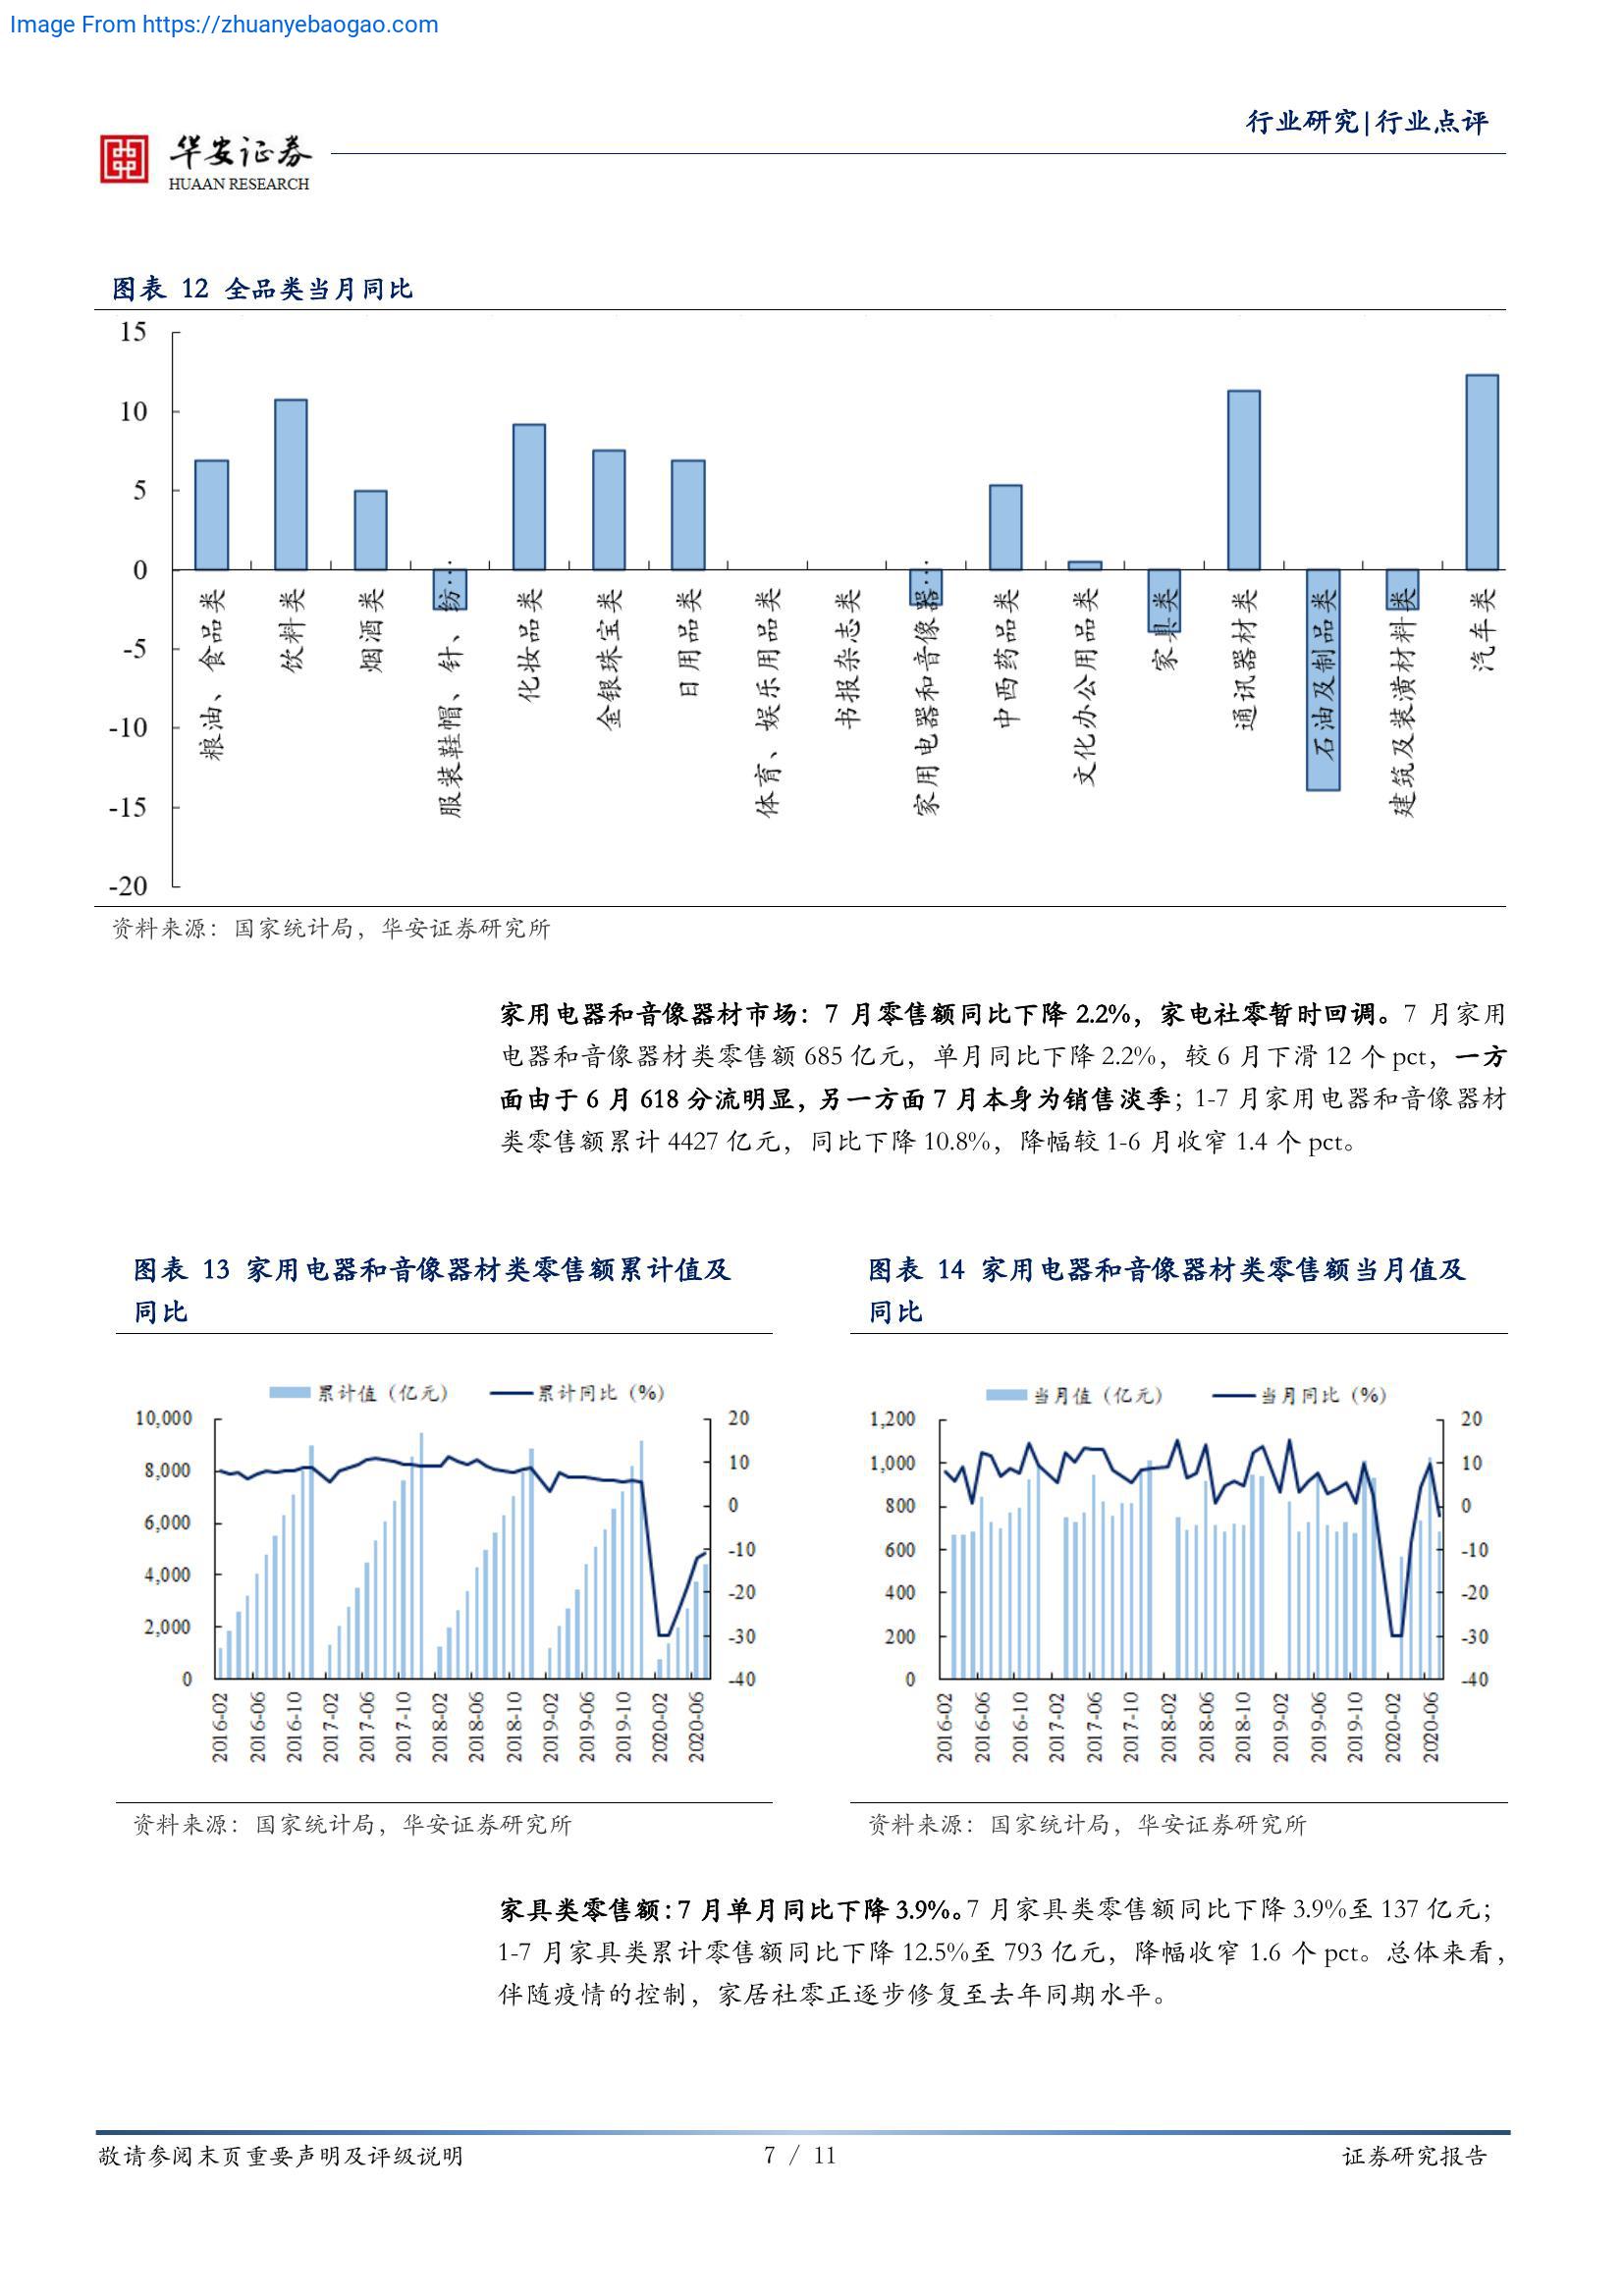 Image From https://zhuanyebaogao.com
行业研究|行业点评
华安证券
HUAAN RESEARCH
图表 12 全品类当月同比
15
10
5
0
-5
-10
-15
-20
粮油、食品类
饮料类
烟酒类
服装鞋帽、针、纺…
化妆品类
金银珠宝类
日用品类
体育、娱乐用品类
书报杂志类
家用电器和音像器…
中西药品类
文化办公用品类
家具类
通讯器材类
石油及制品类
建筑及装潢材料类
汽车类
资料来源：国家统计局，华安证券研究所
家用电器和音像器材市场：7 月零售额同比下降 2.2%，家电社零暂时回调。7 月家用
电器和音像器材类零售额 685 亿元，单月同比下降 2.2%，较 6 月下滑 12 个 pct，一方
面由于 6 月 618 分流明显，另一方面 7 月本身为销售淡季；1-7 月家用电器和音像器材
类零售额累计 4427 亿元，同比下降 10.8%，降幅较 1-6 月收窄 1.4 个 pct。
图表 13 家用电器和音像器材类零售额累计值及
同比
累计值（亿元） 累计同比（%）
10,000
8,000
6,000
4,000
2,000
0
20
10
0
-10
-20
-30
-40
2016-02
2016-06
2016-10
2017-02
2017-06
2017-10
2018-02
2018-06
2018-10
2019-02
2019-06
2019-10
2020-02
2020-06
资料来源：国家统计局，华安证券研究所
图表 14 家用电器和音像器材类零售额当月值及
同比
当月值（亿元） 当月同比（%）
1,200
1,000
800
600
400
200
0
20
10
0
-10
-20
-30
-40
2016-02
2016-06
2016-10
2017-02
2017-06
2017-10
2018-02
2018-06
2018-10
2019-02
2019-06
2019-10
2020-02
2020-06
资料来源：国家统计局，华安证券研究所
家具类零售额：7 月单月同比下降 3.9%。7 月家具类零售额同比下降 3.9%至 137 亿元；
1-7 月家具类累计零售额同比下降 12.5%至 793 亿元，降幅收窄 1.6 个 pct。总体来看，
伴随疫情的控制，家居社零正逐步修复至去年同期水平。
敬请参阅末页重要声明及评级说明
7 / 11
证券研究报告